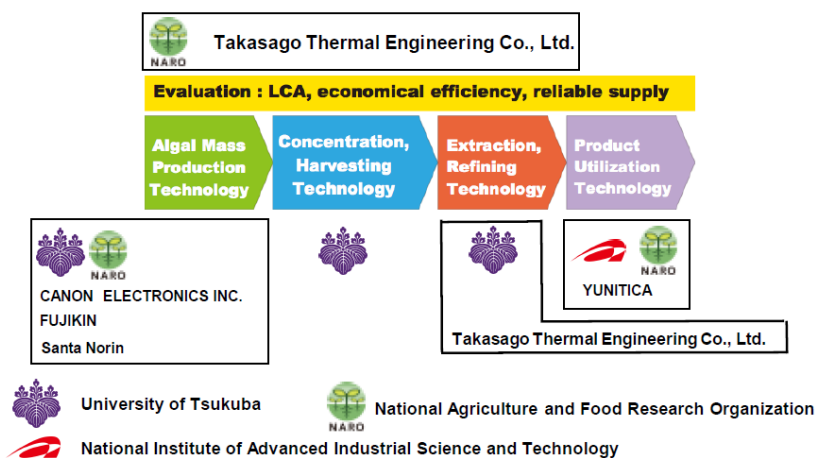 NARO
Takasago Thermal Engineering Co., Ltd.
Evaluation : LCA, economical efficiency, reliable supply
Algal Mass
Production
Technology
Concentration,
Harvesting
Technology
Extraction,
Refining
Technology
Product
Utilization
Technology
NARO
CANON ELECTRONICS INC.
FUJIKIN
Santa Norin
NARO
YUNITICA
Takasago Thermal Engineering Co., Ltd.
University of Tsukuba
NARO
National Agriculture and Food Research Organization
National Institute of Advanced Industrial Science and Technology